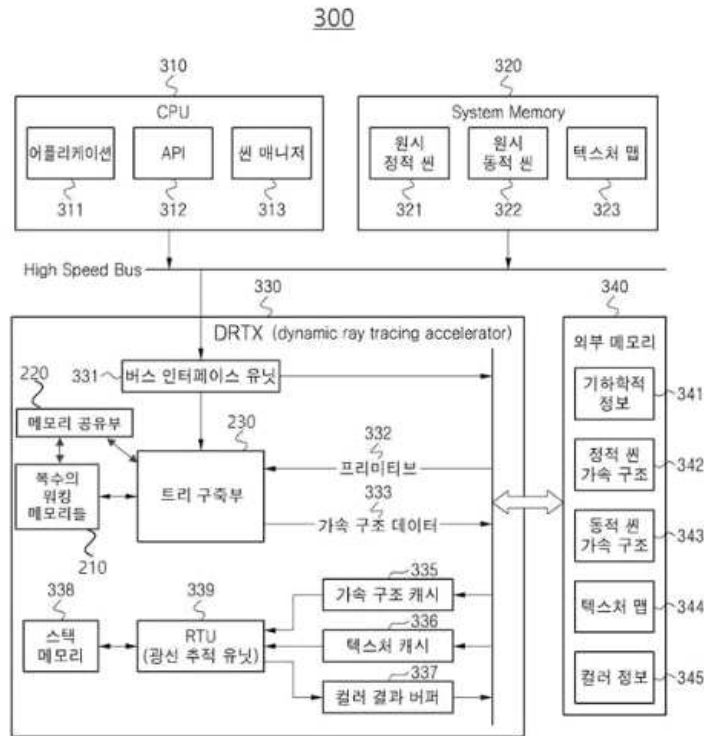 300
310
320
CPU
System Memory
어플리케이션
API
씬 매니저
원시
정적 씬
원시
동적 씬
텍스처 맵
311
312
313
321
322
323
High Speed Bus
330
340
DRTX (dynamic ray tracing accelerator)
외부 메모리
331
버스 인터페이스 유닛
220
메모리 공유부
230
기하학적
정보
341
332
프리미티브
복수의
워킹
메모리들
트리 구축부
333
가속 구조 데이터
정적 씬
가속 구조
342
210
동적 씬
가속 구조
343
338
339
335
가속 구조 캐시
스택
메모리
RTU
(광선 추적 유닛)
336
텍스처 캐시
텍스처 맵
344
337
컬러 결과 버퍼
컬러 정보
345